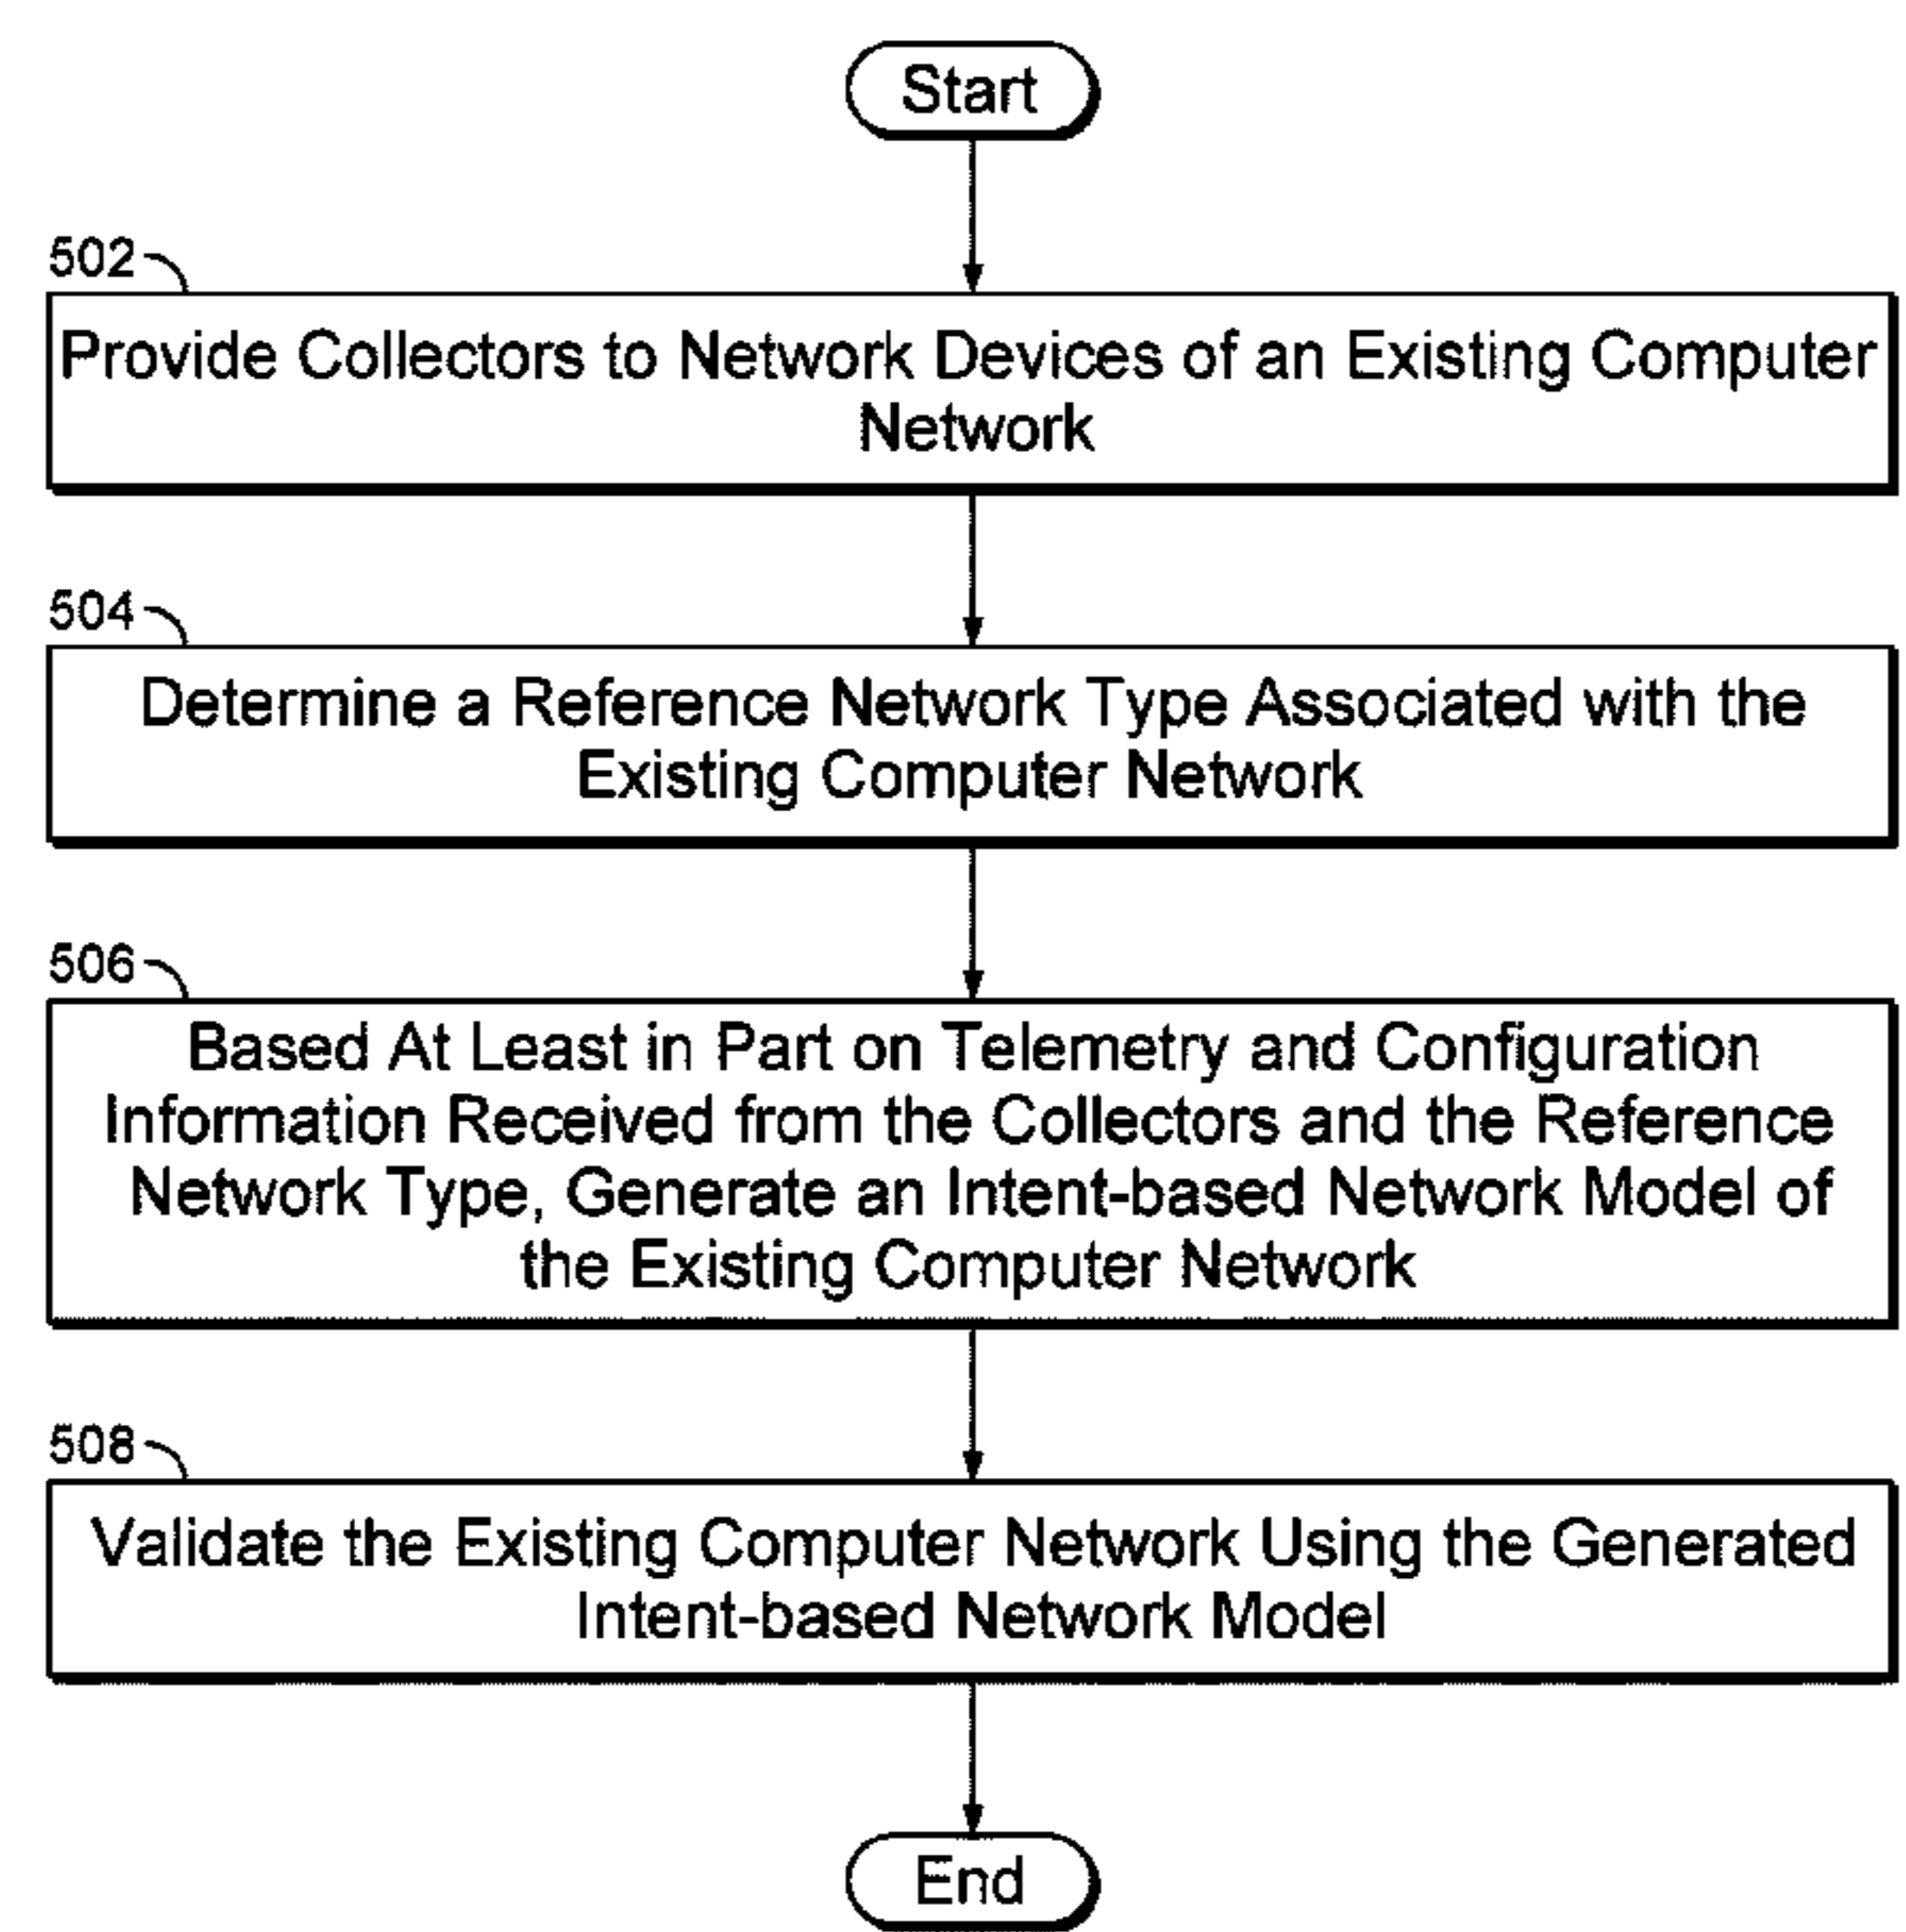 Start
502
Provide Collectors to Network Devices of an Existing Computer
Network
504
Determine a Reference Network Type Associated with the
Existing Computer Network
506
Based At Least in Part on Telemetry and Configuration
Information Received from the Collectors and the Reference
Network Type, Generate an Intent-based Network Model of
the Existing Computer Network
508
Validate the Existing Computer Network Using the Generated
Intent-based Network Model
End